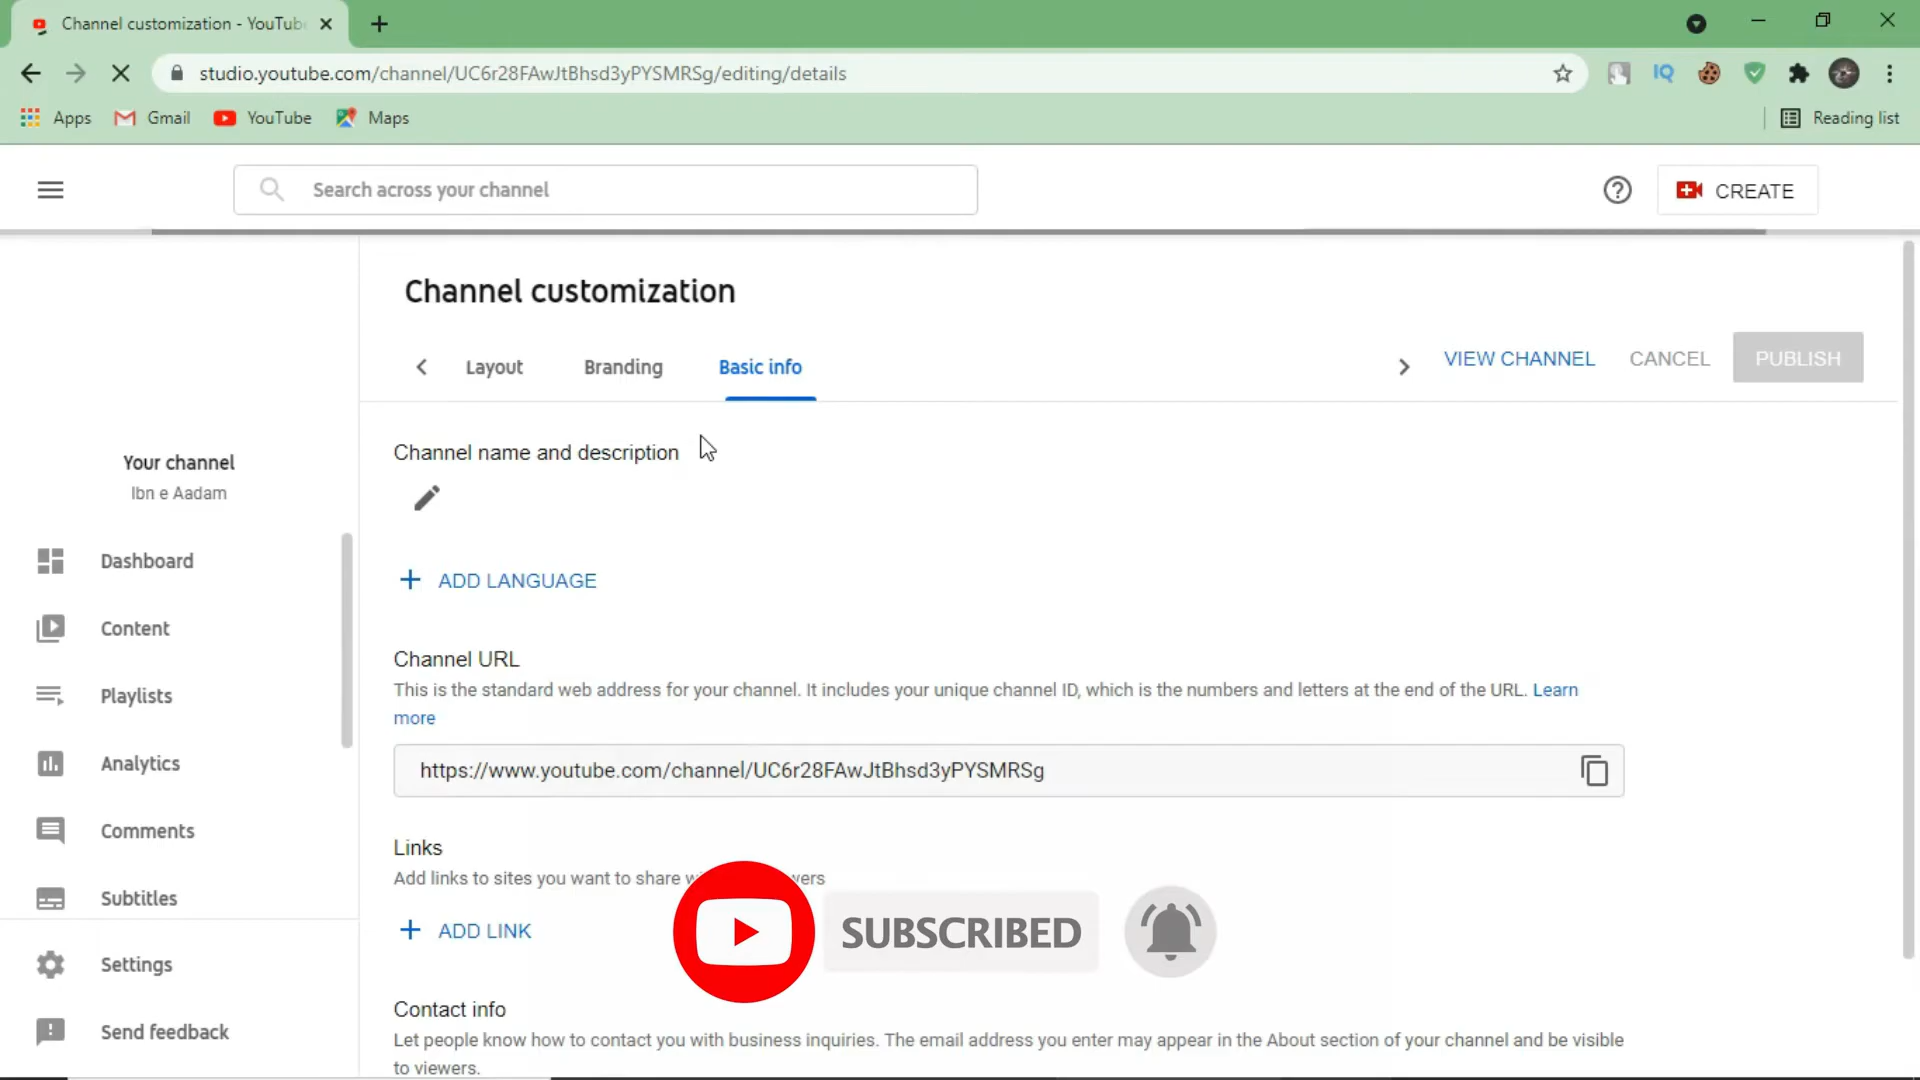 Channel customization - YouTub
studio.youtube.com/channel/UC6r28FAwJtBhsd3yPYSMRSg/editing/details
IQ
Apps
Gmail
YouTube
Maps
Reading list
Search across your channel
CREATE
Channel customization
Layout
Branding
Basic info
VIEW CHANNEL
CANCEL
PUBLISH
Your channel
Ibn e Aadam
Dashboard
Content
Playlists
Analytics
Comments
Subtitles
Settings
Send feedback
Channel name and description
ADD LANGUAGE
Channel URL
This is the standard web address for your channel. It includes your unique channel ID, which is the numbers and letters at the end of the URL. Learn
more
https://www.youtube.com/channel/UC6r28FAwJtBhsd3yPYSMRSg
Links
Add links to sites you want to share
ADD LINK
SUBSCRIBED
Contact info
Let people know how to contact you with business inquiries. The email address you enter may appear in the About section of your channel and be visible
to viewers.